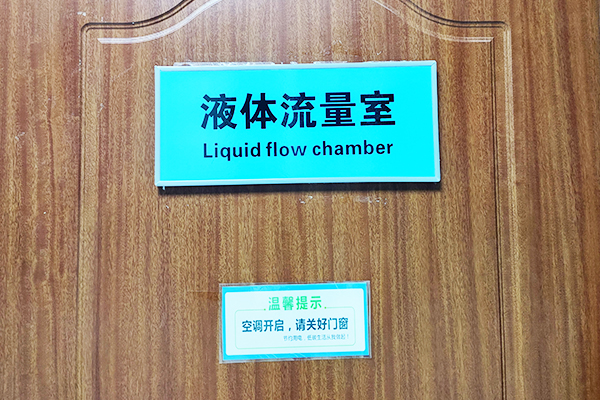 液体流量室
Liquid flow chamber
温馨提示
空调开启，请关好门窗